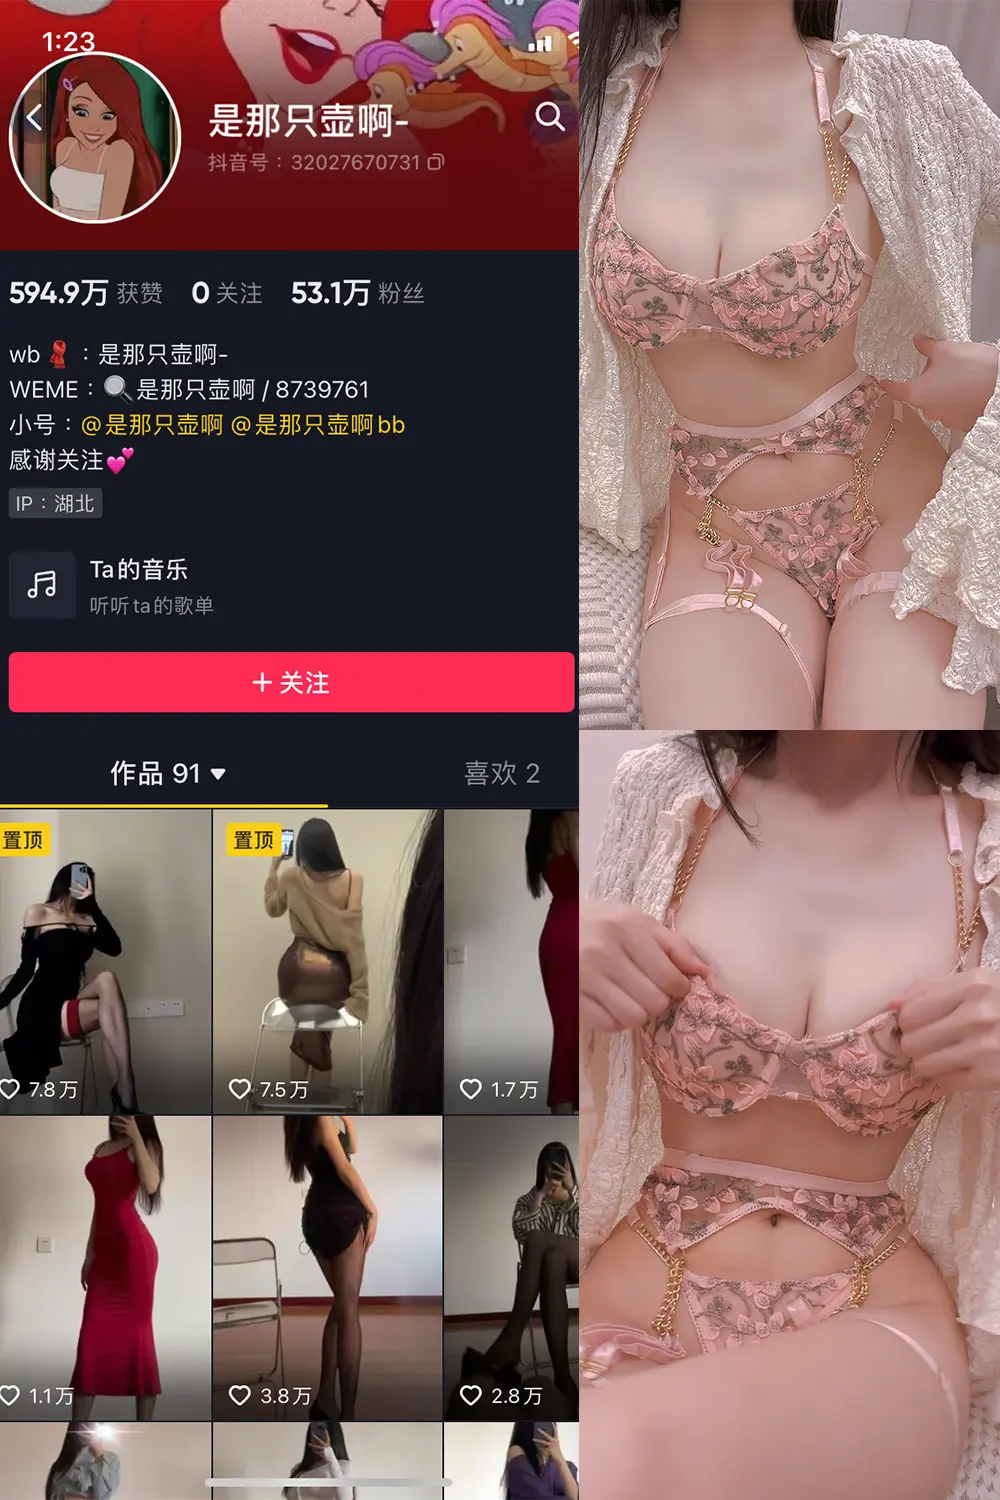 1:23
是那只壶啊-
抖音号：32027670731
594.9万 获赞 0 关注 53.1万 粉丝
wb：是那只壶啊-
WEME：是那只壶啊 / 8739761
小号：@是那只壶啊 @是那只壶啊bb
感谢关注
IP：湖北
Ta的音乐
听听ta的歌单
+ 关注
作品 91 喜欢 2
置顶 置顶
7.8万 7.5万 1.7万
1.1万 3.8万 2.8万